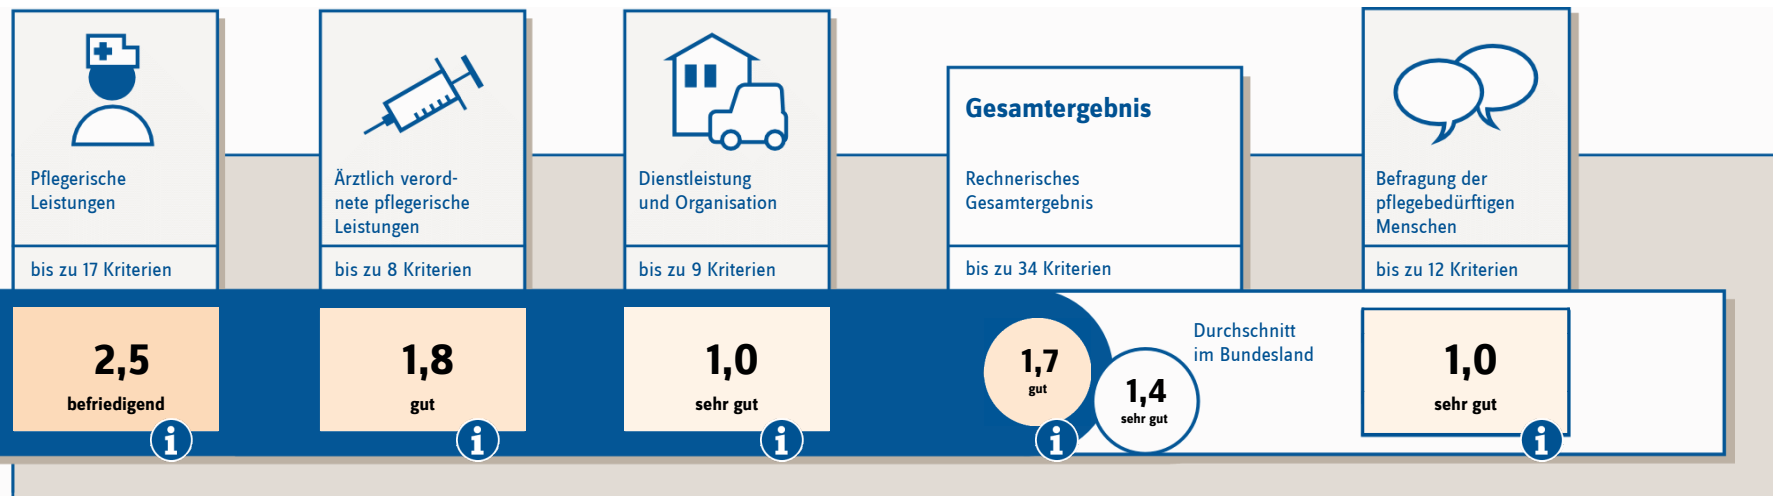 Pflegerische
Leistungen
bis zu 17 Kriterien
2,5
befriedigend
i
Ärztlich verord-
nete pflegerische
Leistungen
bis zu 8 Kriterien
1,8
gut
i
Dienstleistung
und Organisation
bis zu 9 Kriterien
1,0
sehr gut
i
Gesamtergebnis
Rechnerisches
Gesamtergebnis
bis zu 34 Kriterien
1,7
gut
i
1,4
sehr gut
Durchschnitt
im Bundesland
Befragung der
pflegebedürftigen
Menschen
bis zu 12 Kriterien
1,0
sehr gut
i